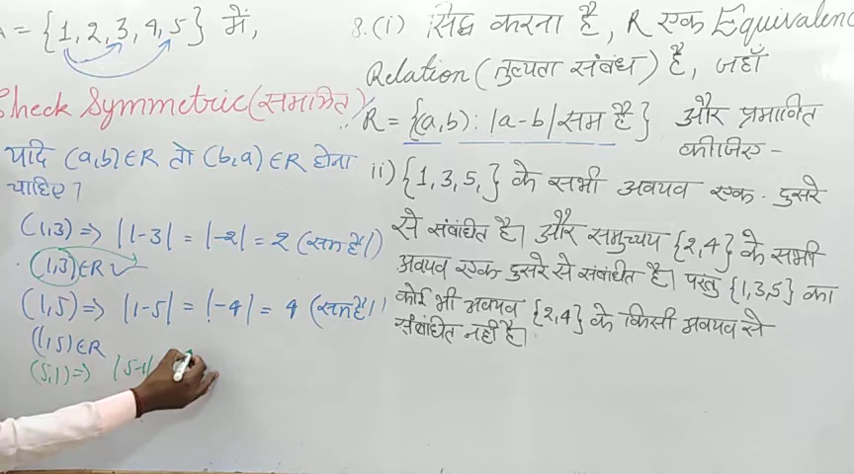 = {1,2,3,4,5} में,
Check Symmetric (सममित)
यदि (a,b)∈R तो (b,a)∈R होना
चाहिए।
(1,3)⇒ |1-3| = |-2| = 2 (सम है।)
(1,3)∈R ✓
(1,5)⇒ |1-5| = |-4| = 4 (सम है।)
(1,5)∈R
(5,1)⇒ |5-1|
8.(i) सिद्ध करना है, R एक Equivalenc
Relation (तुल्यता संबंध) है, जहाँ
R = {(a,b): |a-b| सम है} और प्रमाणित
कीजिए-
ii) {1,3,5,} के सभी अवयव एक दुसरे
से संबंधित है। और समुच्चय {2,4} के सभी
अवयव एक दुसरे से संबंधित है। परंतु {1,3,5} का
कोई भी अवयव {2,4} के किसी अवयव से
संबंधित नहीं है।